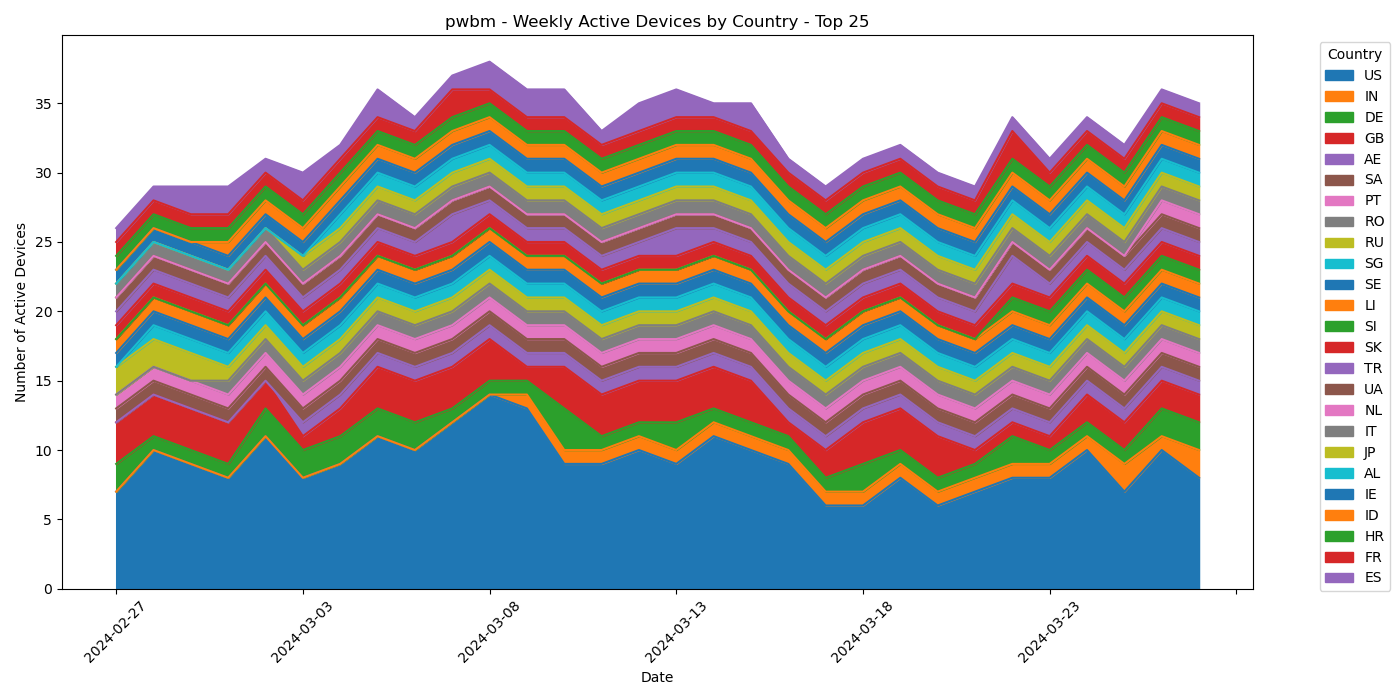 pwbm - Weekly Active Devices by Country - Top 25
Number of Active Devices
35
30
25
20
15
10
5
0
2024-02-27
2024-03-03
2024-03-08
2024-03-13
2024-03-18
2024-03-23
Date
Country
US
IN
DE
GB
AE
SA
PT
RO
RU
SG
SE
LI
SI
SK
TR
UA
NL
IT
JP
AL
IE
ID
HR
FR
ES